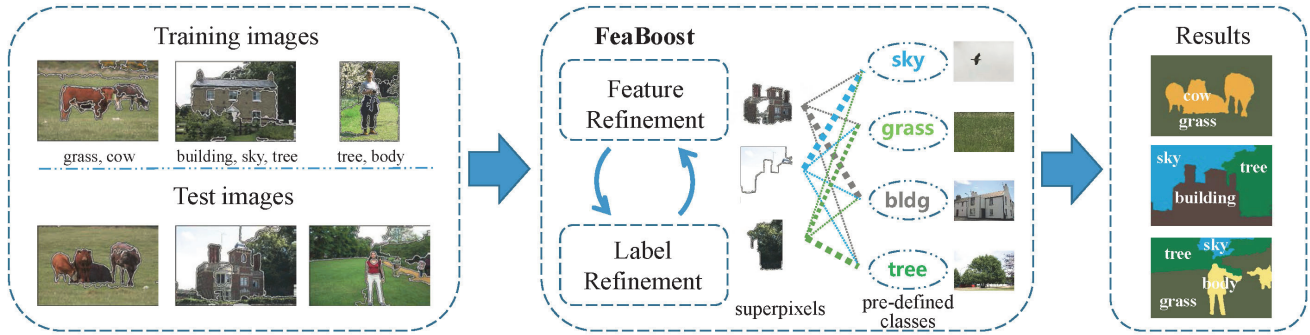 Training images
grass, cow
building, sky, tree
tree, body
Test images
FeaBoost
Feature
Refinement
Label
Refinement
superpixels
sky
grass
bldg
tree
pre-defined
classes
Results
cow
grass
sky
tree
building
sky
tree
body
grass